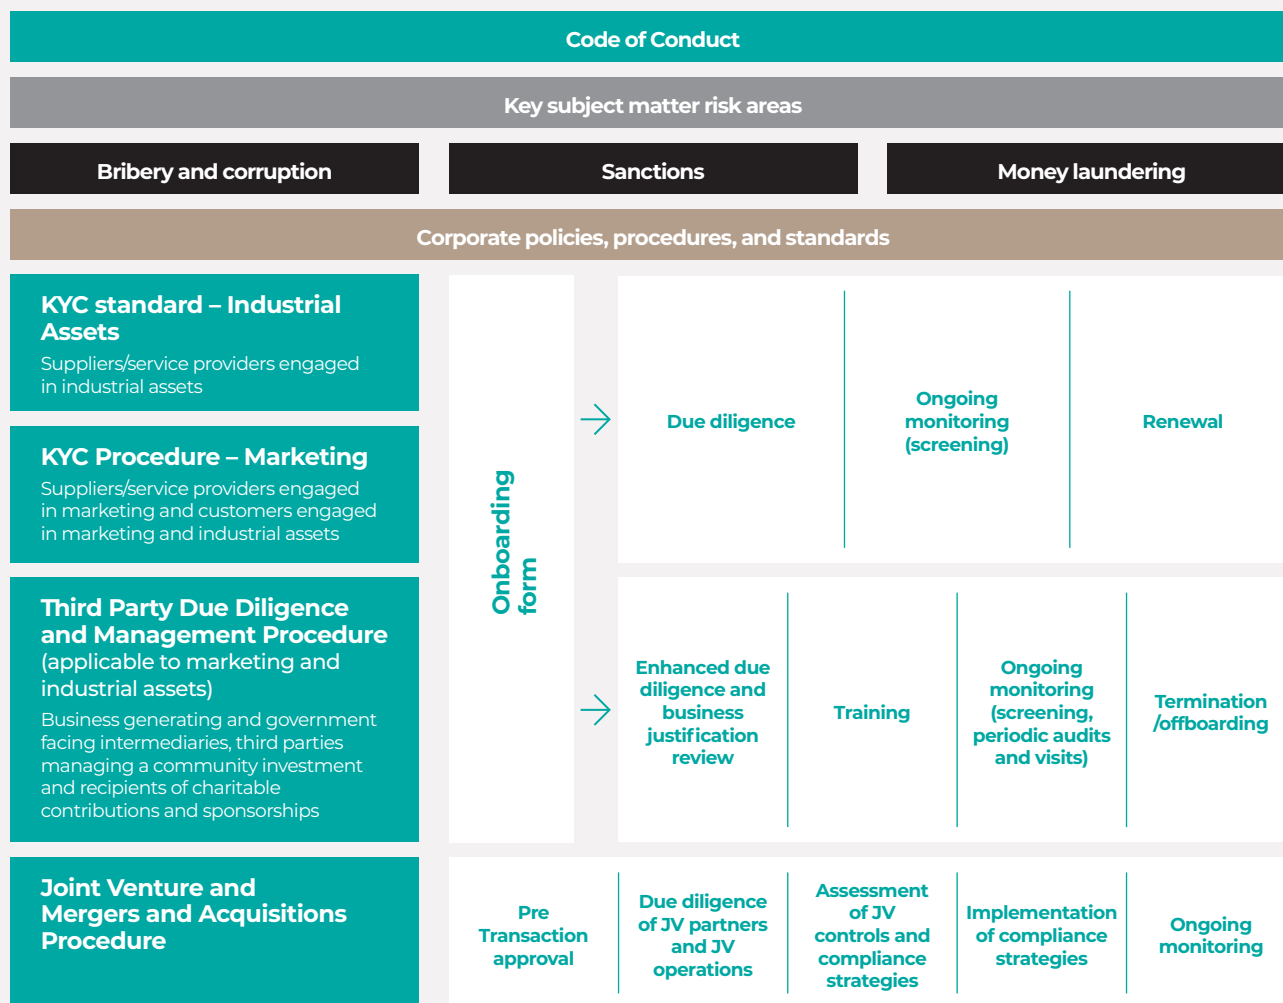 Code of Conduct
Key subject matter risk areas
Bribery and corruption
Sanctions
Money laundering
Corporate policies, procedures, and standards
KYC standard – Industrial
Assets
Suppliers/service providers engaged
in industrial assets
KYC Procedure – Marketing
Suppliers/service providers engaged
in marketing and customers engaged
in marketing and industrial assets
Third Party Due Diligence
and Management Procedure
(applicable to marketing and
industrial assets)
Business generating and government
facing intermediaries, third parties
managing a community investment
and recipients of charitable
contributions and sponsorships
Onboarding
form
Due diligence
Ongoing
monitoring
(screening)
Renewal
Enhanced due
diligence and
business
justification
review
Training
Ongoing
monitoring
(screening,
periodic audits
and visits)
Termination
/offboarding
Joint Venture and
Mergers and Acquisitions
Procedure
Pre
Transaction
approval
Due diligence
of JV partners
and JV
operations
Assessment
of JV
controls and
compliance
strategies
Implementation
of compliance
strategies
Ongoing
monitoring